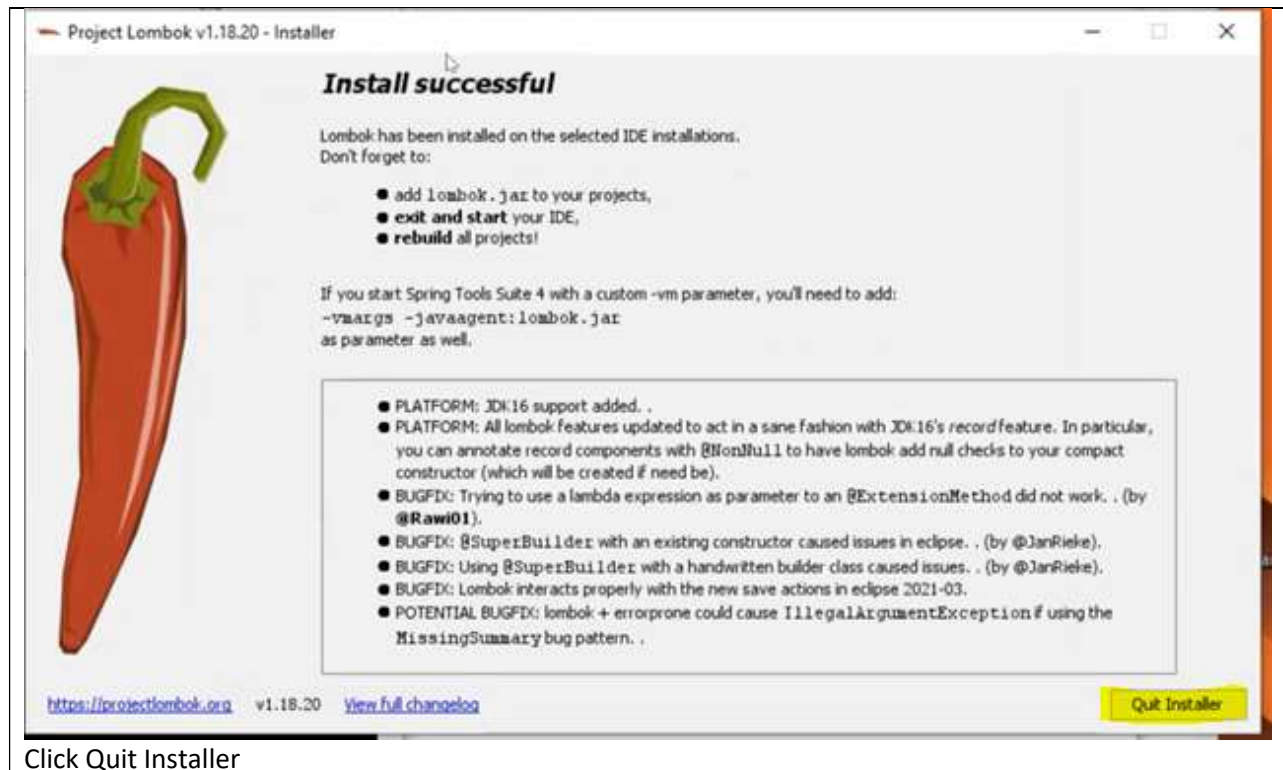 Project Lombok v1.18.20 - Installer
Install successful
Lombok has been installed on the selected IDE installations.
Don't forget to:
● add lombok.jar to your projects,
● exit and start your IDE,
● rebuild all projects!
If you start Spring Tools Suite 4 with a custom -vm parameter, you'll need to add:
-vmargs -javaagent:lombok.jar
as parameter as well.
● PLATFORM: JDK16 support added. .
● PLATFORM: All lombok features updated to act in a sane fashion with JDK16's record feature. In particular,
you can annotate record components with @NonNull to have lombok add null checks to your compact
constructor (which will be created if need be).
● BUGFIX: Trying to use a lambda expression as parameter to an @ExtensionMethod did not work. . (by
@Rawi01).
● BUGFIX: @SuperBuilder with an existing constructor caused issues in eclipse. . (by @JanRieke).
● BUGFIX: Using @SuperBuilder with a handwritten builder class caused issues. . (by @JanRieke).
● BUGFIX: Lombok interacts properly with the new save actions in eclipse 2021-03.
● POTENTIAL BUGFIX: lombok + errorprone could cause IllegalArgumentException if using the
MissingSummary bug pattern. .
https://projectlombok.org v1.18.20 View full changelog Quit Installer
Click Quit Installer